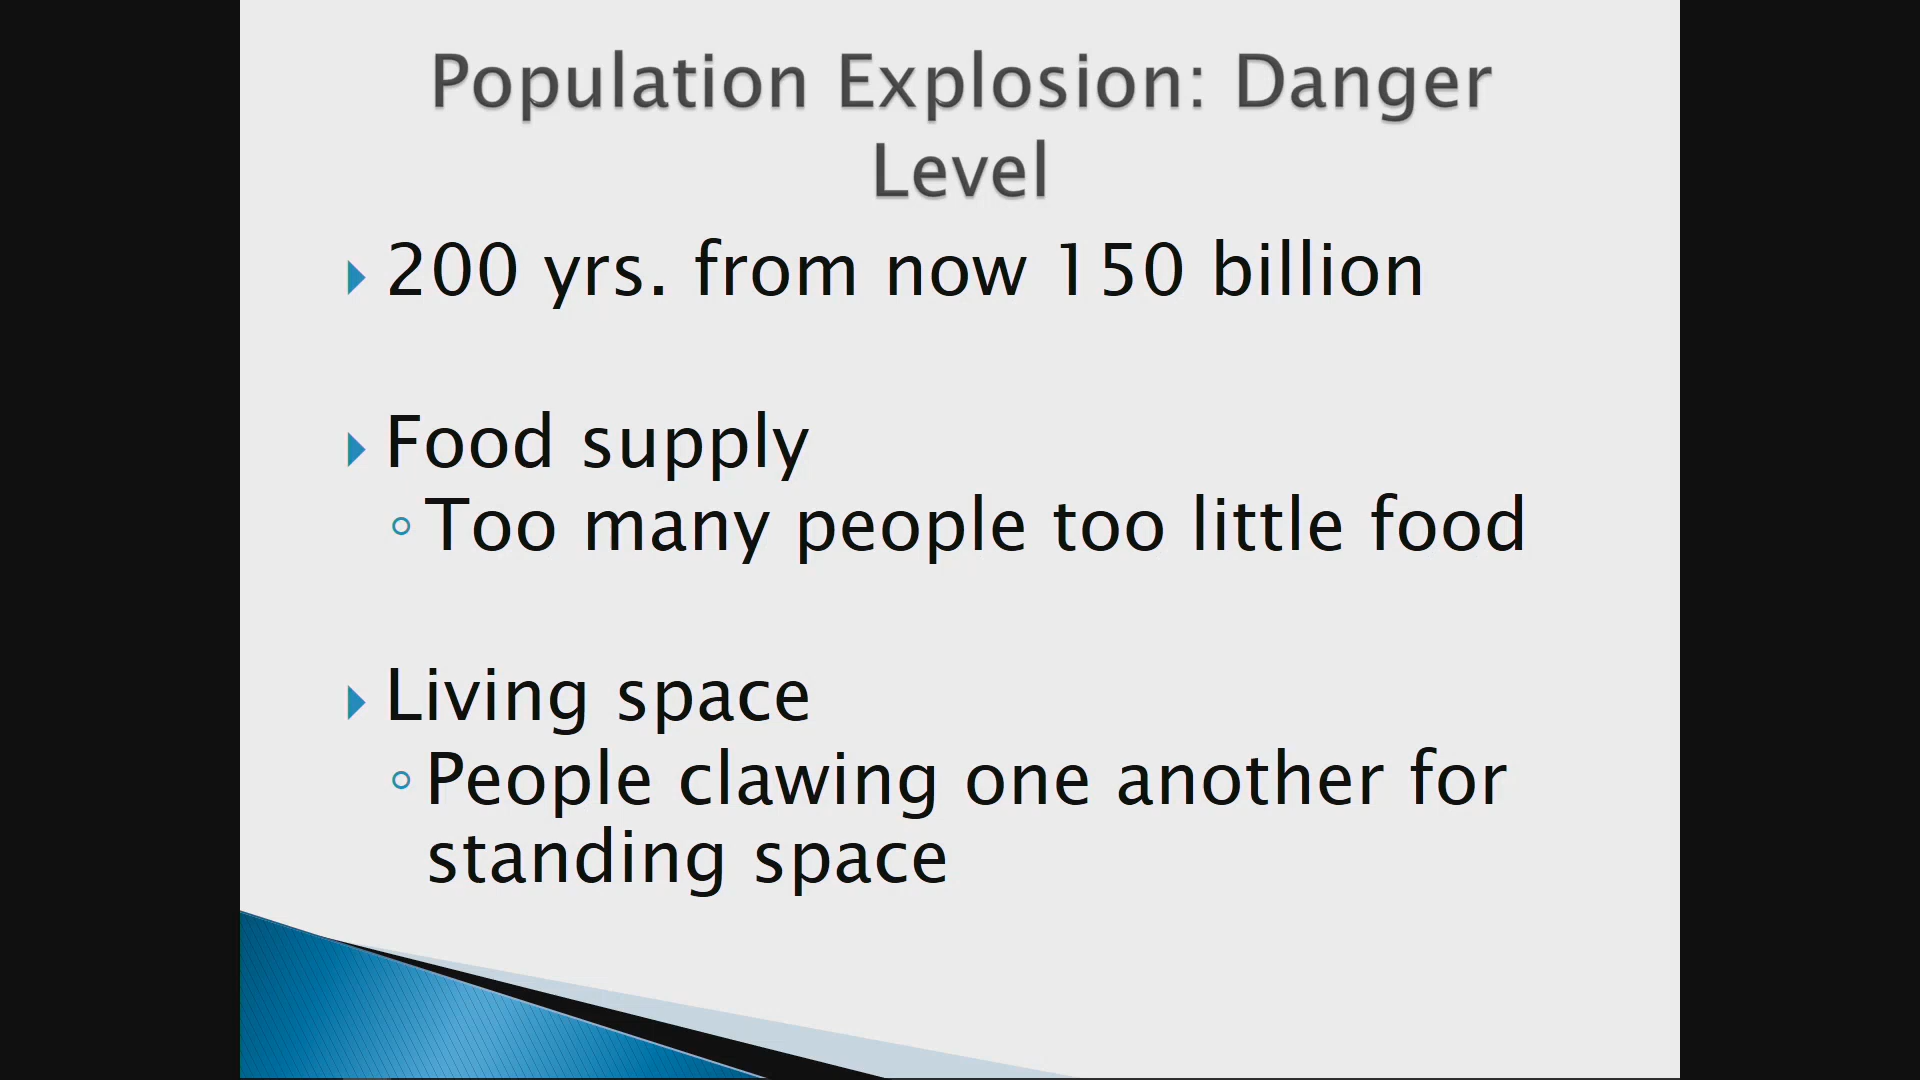 Population Explosion: Danger
Level
200 yrs. from now 150 billion
Food supply
Too many people too little food
Living space
People clawing one another for
standing space